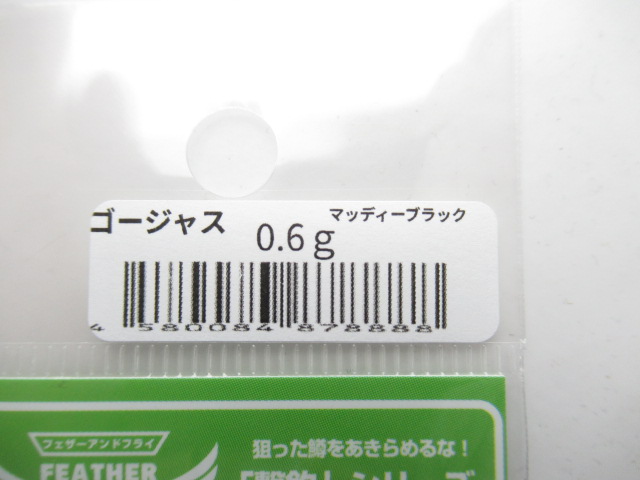 ゴージャス
マッディーブラック
0.6g
4 580084 878888
フェザーアンドフライ
FEATHER
狙った鱒をあきらめるな！